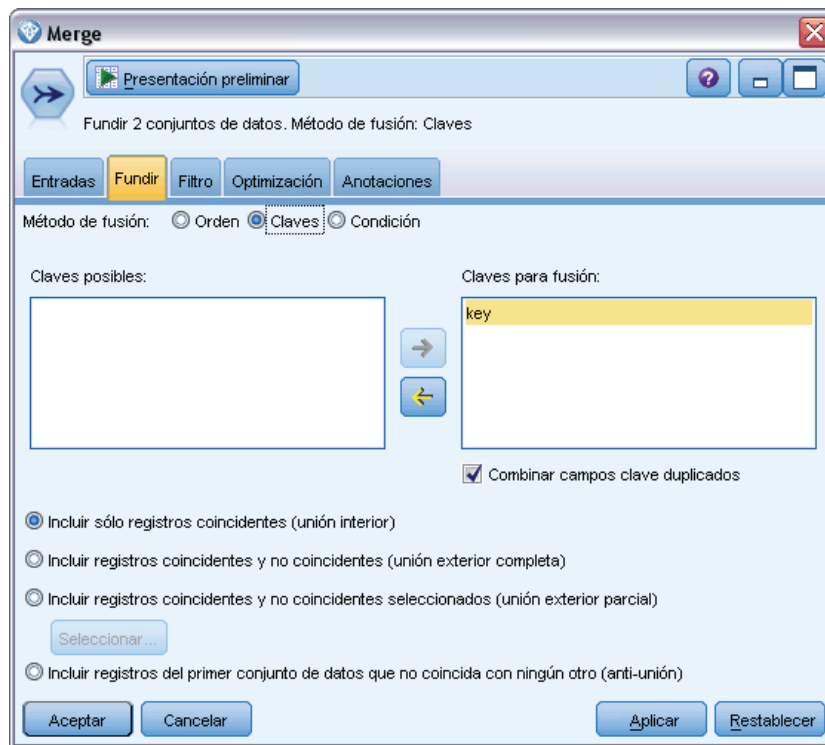 Merge
Presentación preliminar
Fundir 2 conjuntos de datos. Método de fusión: Claves
Entradas Fundir Filtro Optimización Anotaciones
Método de fusión: Orden Claves Condición
Claves posibles: Claves para fusión:
key
Combinar campos clave duplicados
Incluir sólo registros coincidentes (unión interior)
Incluir registros coincidentes y no coincidentes (unión exterior completa)
Incluir registros coincidentes y no coincidentes seleccionados (unión exterior parcial)
Seleccionar...
Incluir registros del primer conjunto de datos que no coincida con ningún otro (anti-unión)
Aceptar Cancelar Aplicar Restablecer